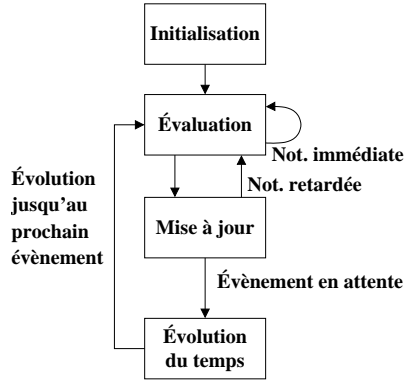 Initialisation
Évaluation
Not. immédiate
Not. retardée
Évolution
jusqu'au
prochain
évènement
Mise à jour
Évènement en attente
Évolution
du temps